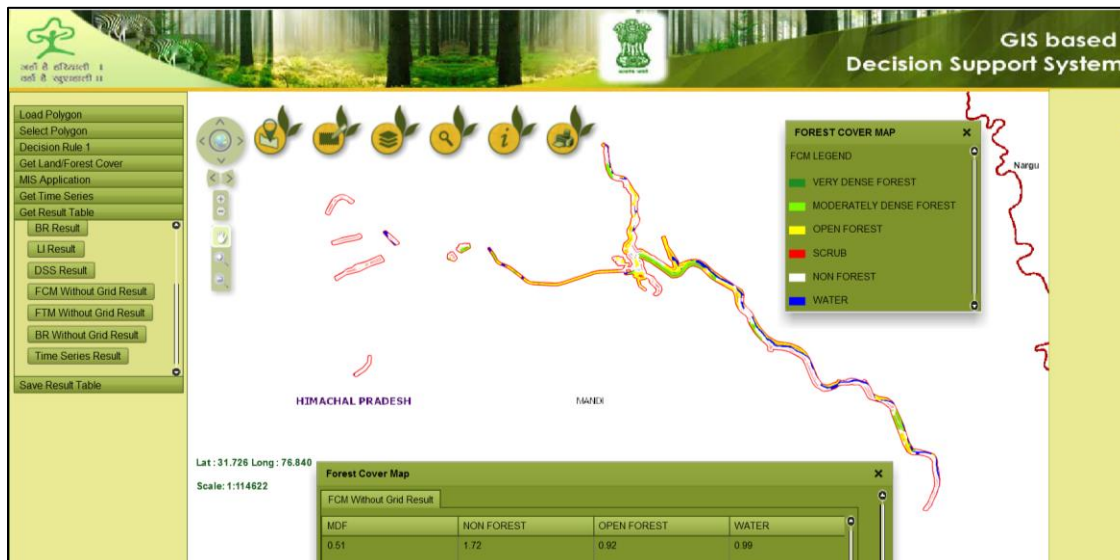 जहाँ है हरियाली ।
वहाँ है खुशहाली ॥
GIS based
Decision Support System
Load Polygon
Select Polygon
Decision Rule 1
Get Land/Forest Cover
MIS Application
Get Time Series
Get Result Table
BR Result
LI Result
DSS Result
FCM Without Grid Result
FTM Without Grid Result
BR Without Grid Result
Time Series Result
Save Result Table
FOREST COVER MAP
FCM LEGEND
VERY DENSE FOREST
MODERATELY DENSE FOREST
OPEN FOREST
SCRUB
NON FOREST
WATER
Nargu
HIMACHAL PRADESH
MANDI
Lat : 31.726 Long : 76.840
Scale: 1:114622
Forest Cover Map
FCM Without Grid Result
MDF NON FOREST OPEN FOREST WATER
0.51 1.72 0.92 0.99